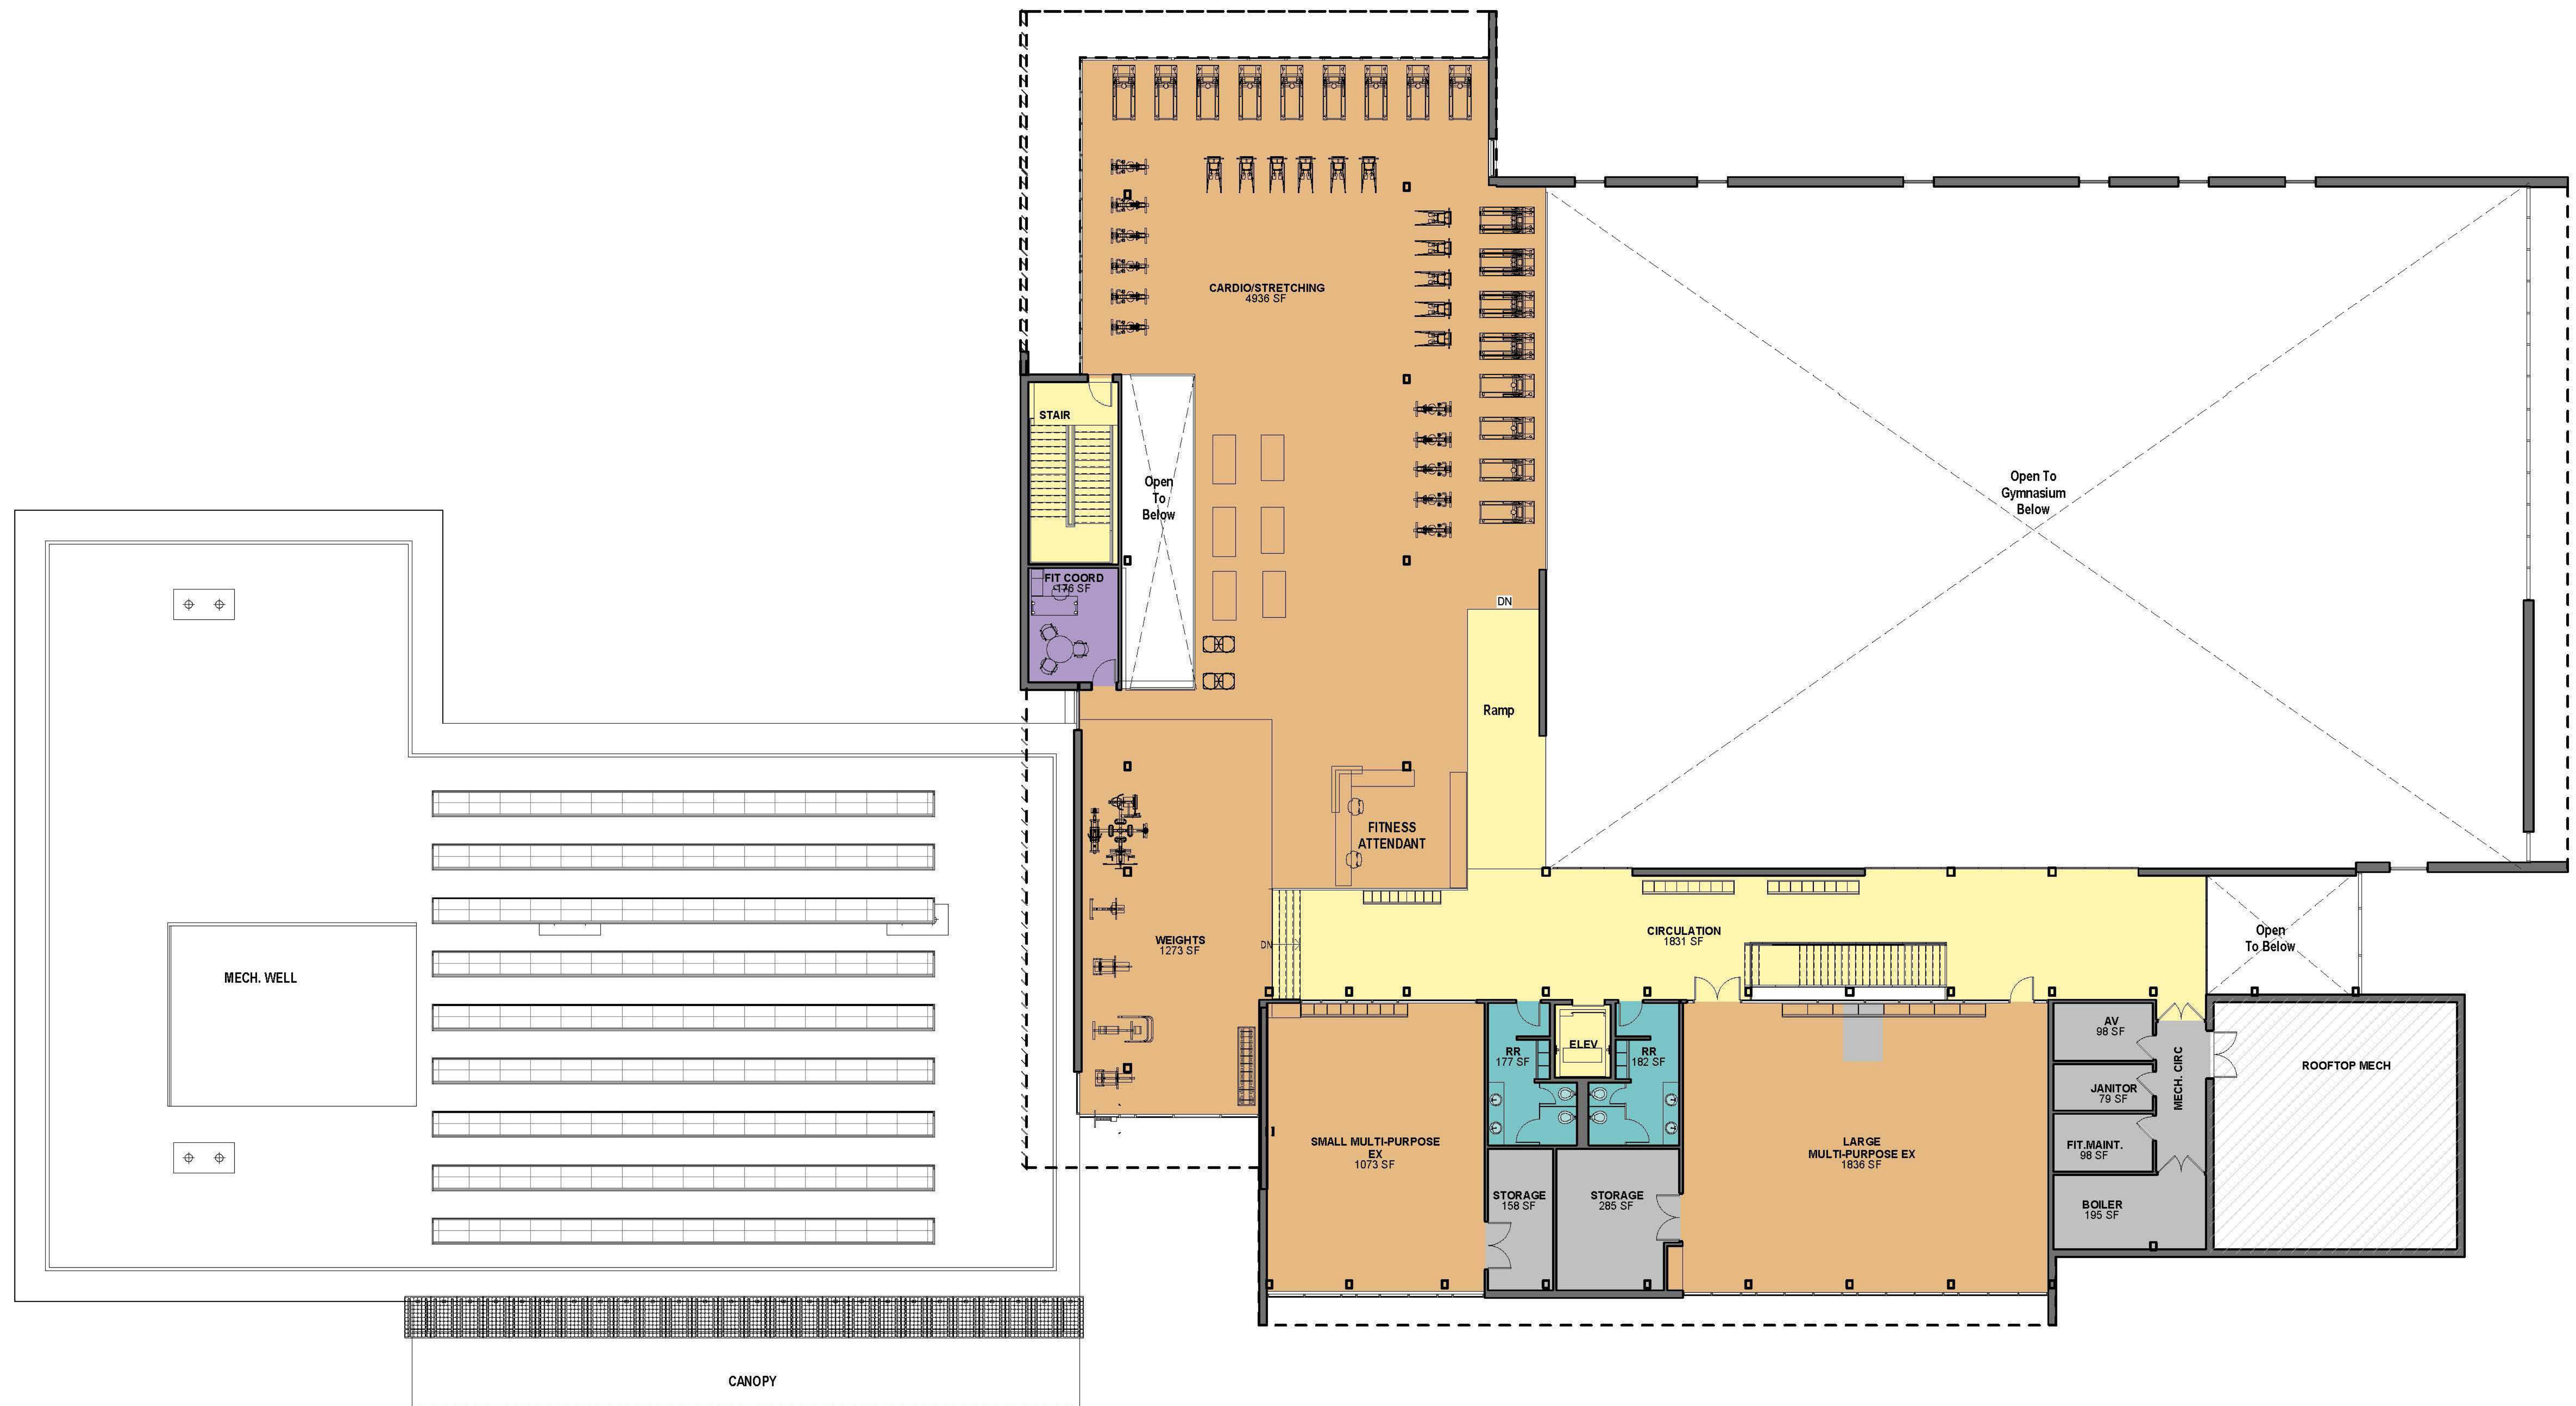 CARDIO/STRETCHING
4936 SF
STAIR
Open
To
Below
Open To
Gymnasium
Below
FIT COORD
176 SF
DN
Ramp
FITNESS
ATTENDANT
WEIGHTS
1273 SF
DN
CIRCULATION
1831 SF
Open
To Below
MECH. WELL
RR
177 SF
ELEV
RR
182 SF
AV
98 SF
JANITOR
79 SF
MECH. CIRC
ROOFTOP MECH
SMALL MULTI-PURPOSE
EX
1073 SF
LARGE
MULTI-PURPOSE EX
1836 SF
FIT.MAINT.
98 SF
STORAGE
158 SF
STORAGE
285 SF
BOILER
195 SF
CANOPY